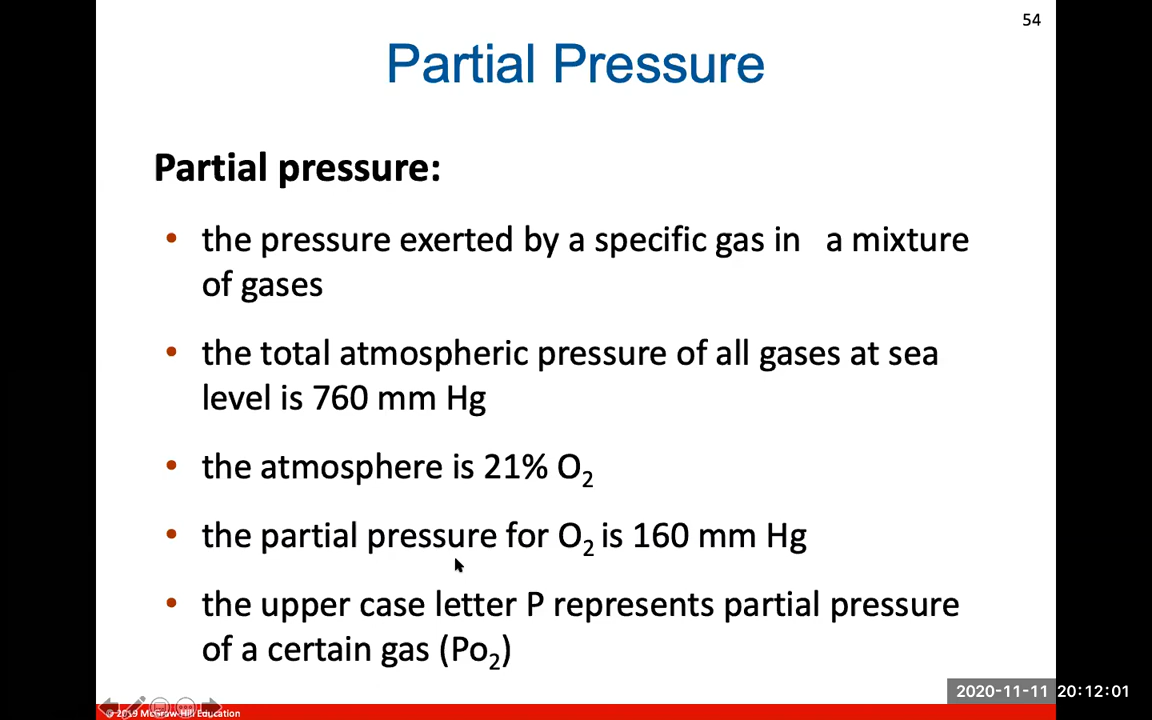 54
Partial Pressure
Partial pressure:
• the pressure exerted by a specific gas in a mixture
of gases
• the total atmospheric pressure of all gases at sea
level is 760 mm Hg
• the atmosphere is 21% O₂
• the partial pressure for O₂ is 160 mm Hg
• the upper case letter P represents partial pressure
of a certain gas (Po₂)
2020-11-11 20:12:01
© 2019 McGraw-Hill Education